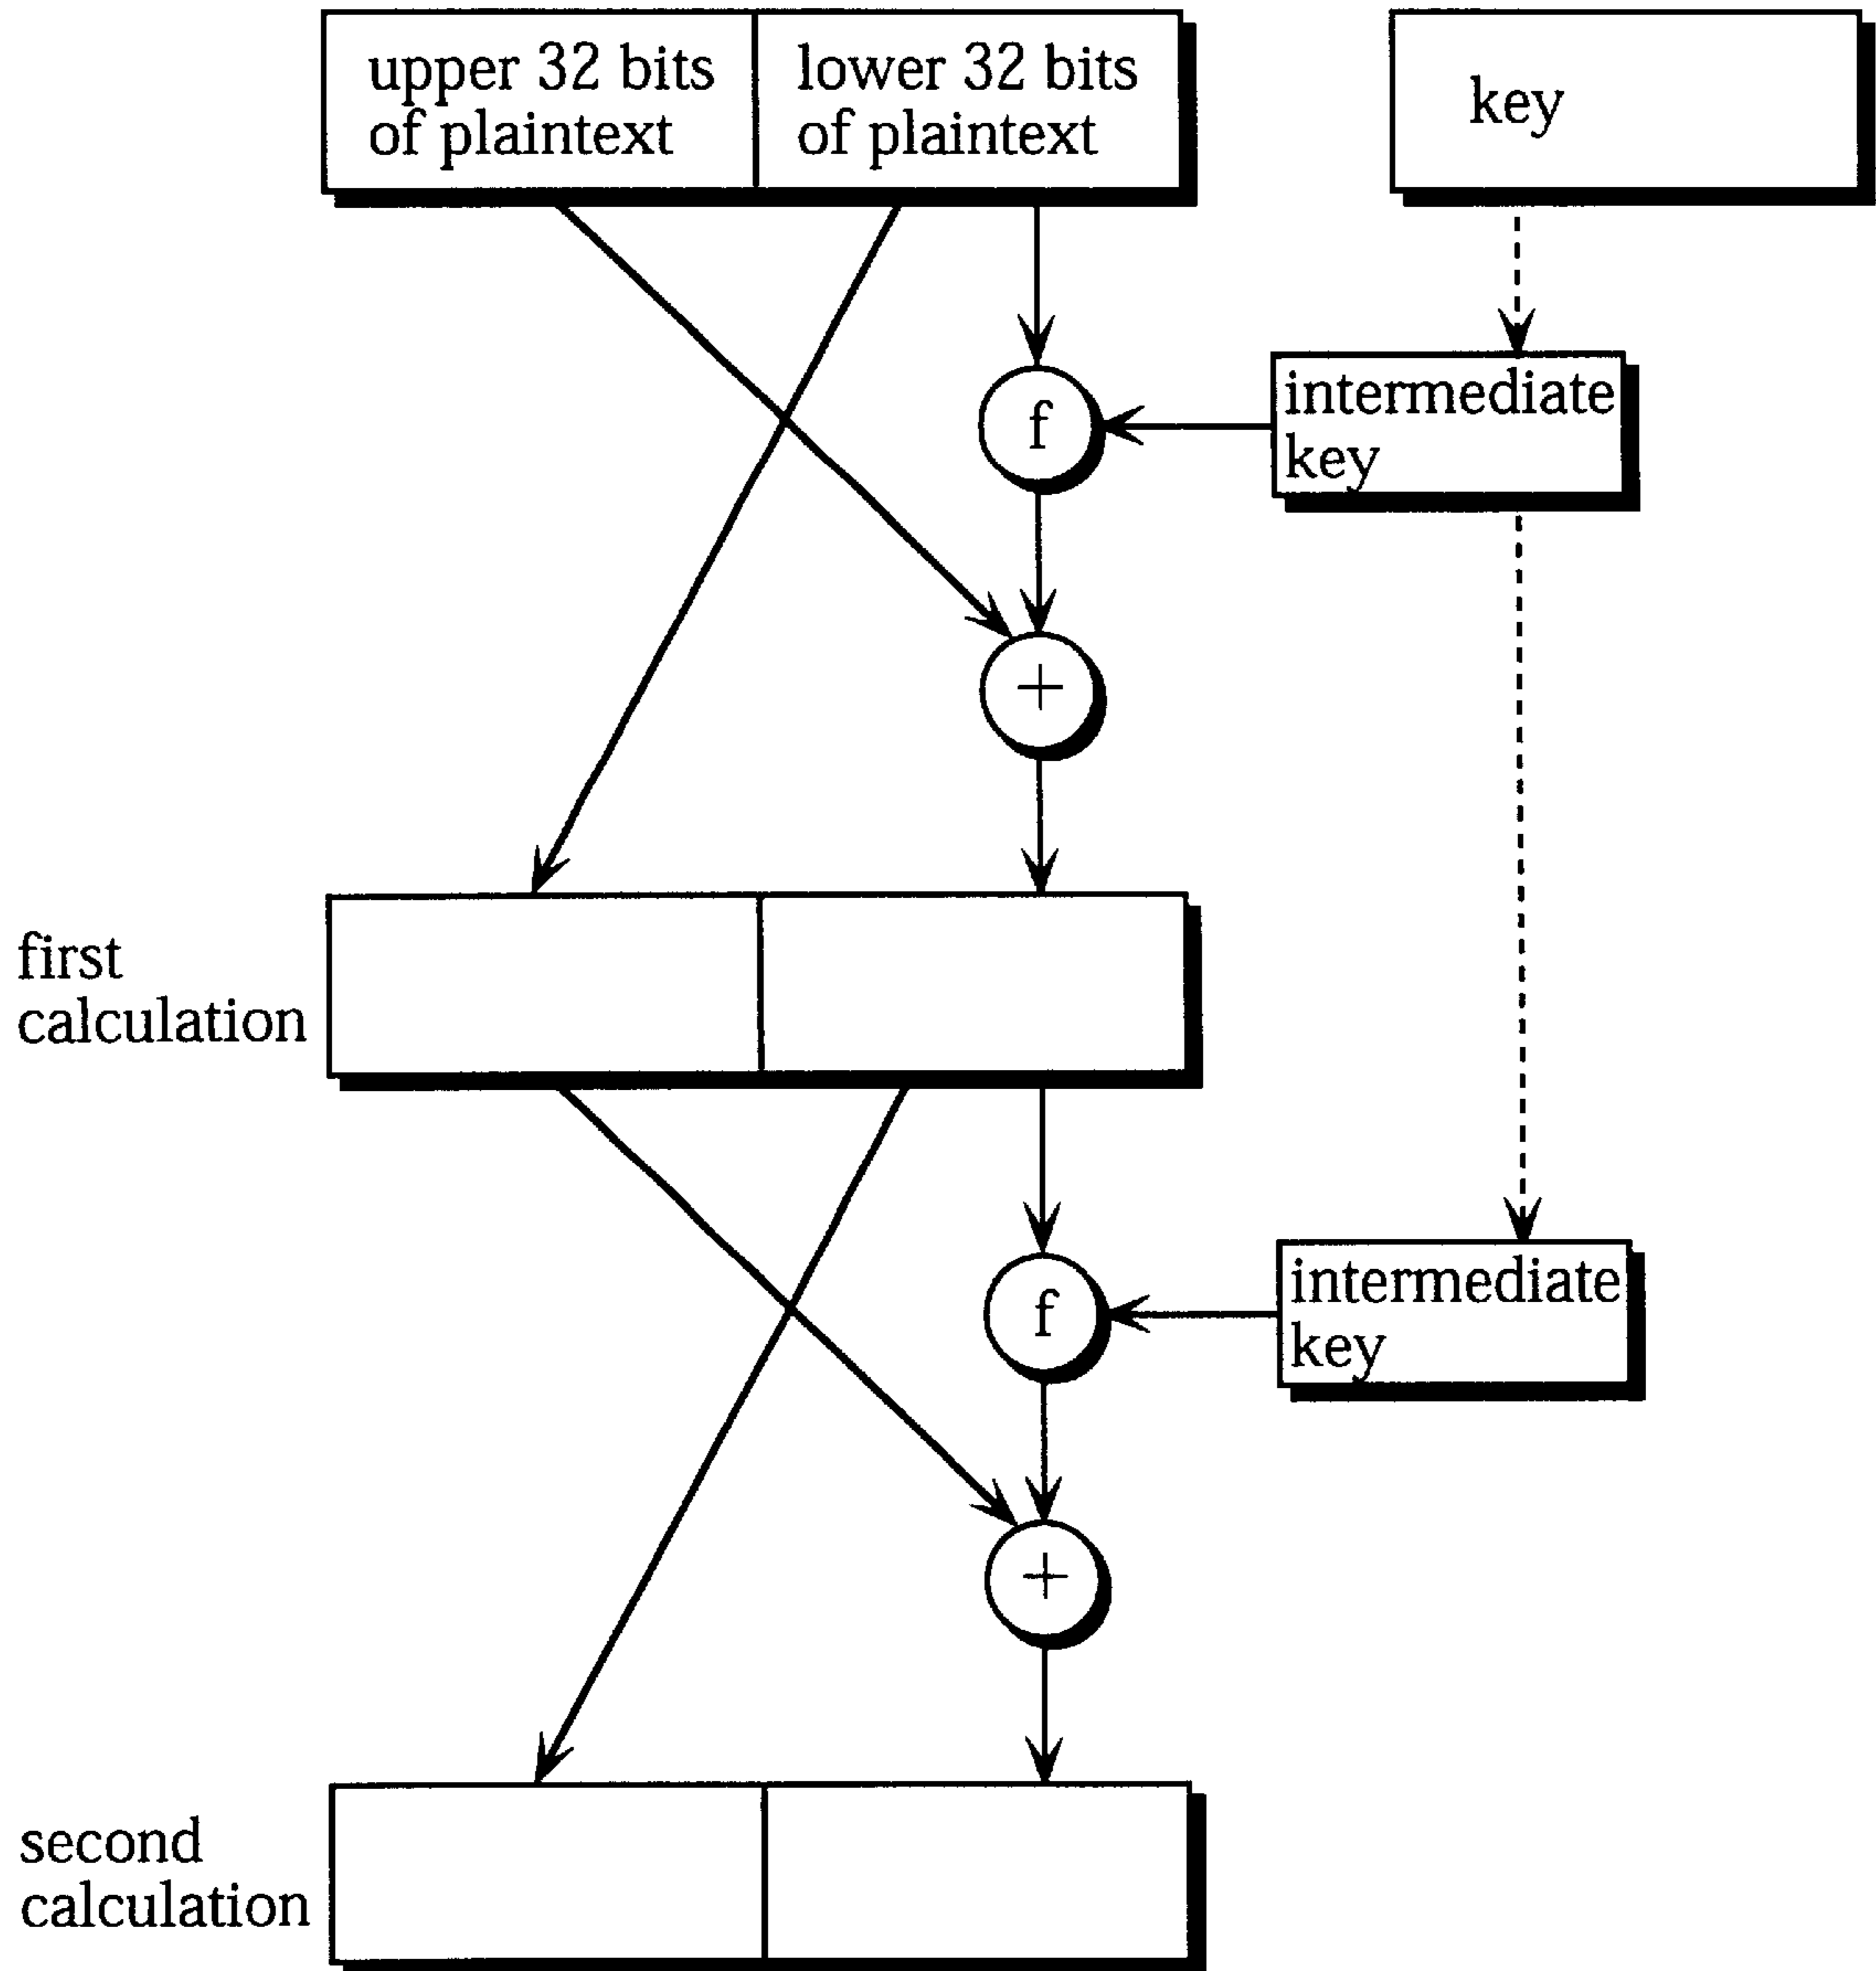 upper 32 bits
of plaintext
lower 32 bits
of plaintext
key
intermediate
key
f
+
first
calculation
intermediate
key
f
+
second
calculation